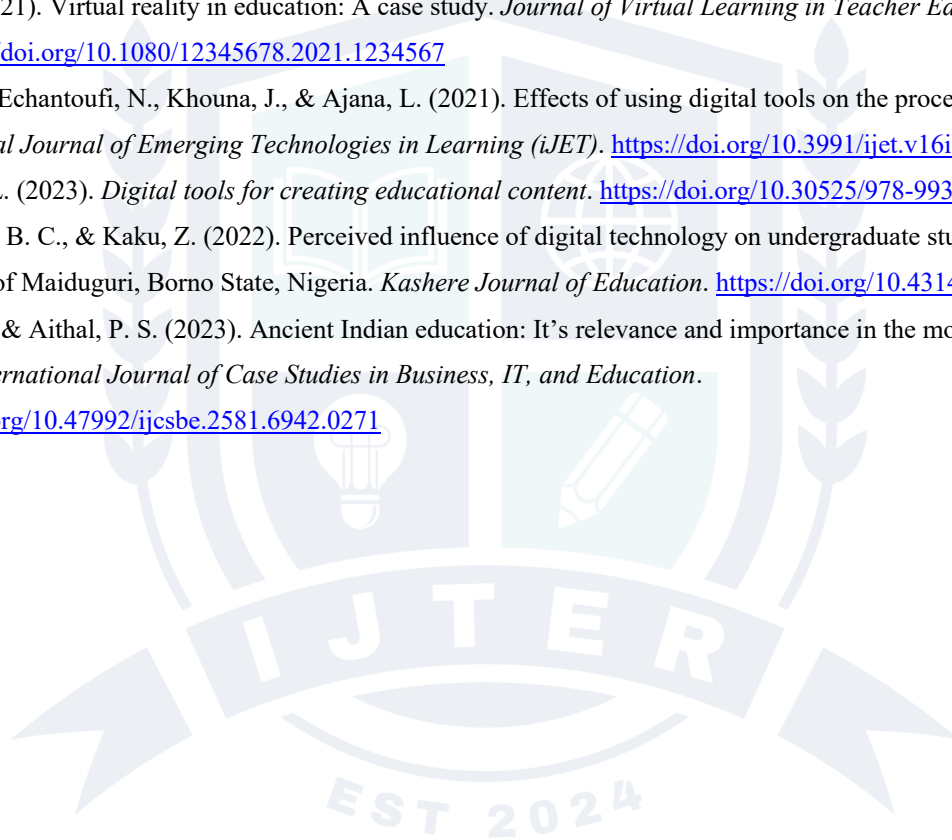 21). Virtual reality in education: A case study. Journal of Virtual Learning in Teacher Ed
/doi.org/10.1080/12345678.2021.1234567
Echantoufi, N., Khouna, J., & Ajana, L. (2021). Effects of using digital tools on the proce
al Journal of Emerging Technologies in Learning (iJET). https://doi.org/10.3991/ijet.v16i
L. (2023). Digital tools for creating educational content. https://doi.org/10.30525/978-993
B. C., & Kaku, Z. (2022). Perceived influence of digital technology on undergraduate stu
of Maiduguri, Borno State, Nigeria. Kashere Journal of Education. https://doi.org/10.4314
& Aithal, P. S. (2023). Ancient Indian education: It’s relevance and importance in the mo
ernational Journal of Case Studies in Business, IT, and Education.
org/10.47992/ijcsbe.2581.6942.0271
IJTER
EST 2024